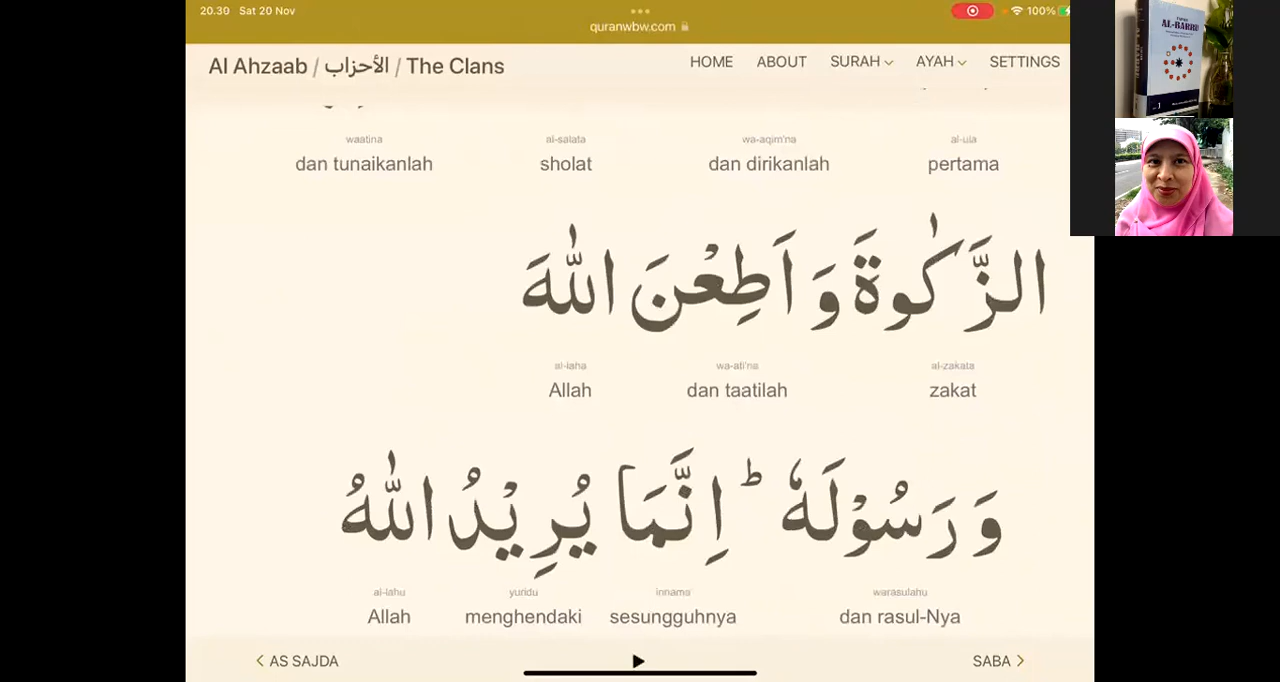 20.30 Sat 20 Nov
100%
quranwbw.com
Al Ahzaab / الأحزاب / The Clans
HOME ABOUT SURAH AYAH SETTINGS
al-ula wa-aqim'na al-salata waatina
pertama dan dirikanlah sholat dan tunaikanlah
الزَّكٰوةَ وَاَطِعْنَ اللّٰهَ
al-zakata wa-ati'na al-laha
zakat dan taatilah Allah
وَرَسُوْلَهٗ ؕ اِنَّمَا يُرِيْدُ اللّٰهُ
warasulahu innama yuridu al-lahu
dan rasul-Nya sesungguhnya menghendaki Allah
AS SAJDA
SABA
AL-BARRU